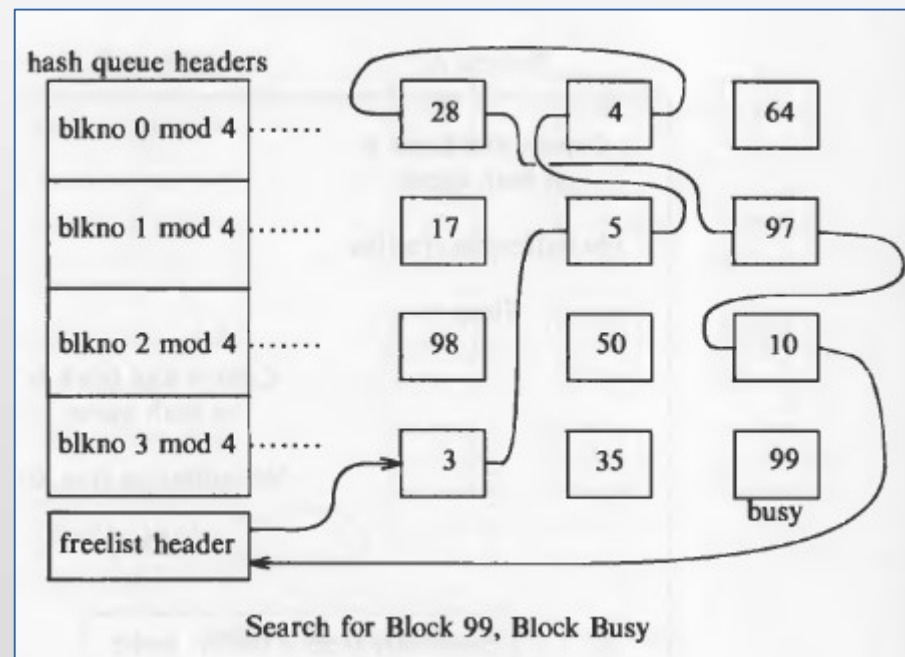 hash queue headers
blkno 0 mod 4 ...... 28 4 64
blkno 1 mod 4 ...... 17 5 97
blkno 2 mod 4 ...... 98 50 10
blkno 3 mod 4 ...... 3 35 99
busy
freelist header
Search for Block 99, Block Busy